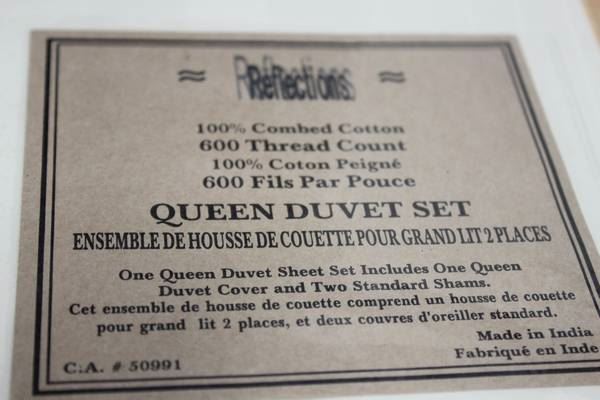 ≈ Réflections ≈
100% Combed Cotton
600 Thread Count
100% Coton Peigné
600 Fils Par Pouce
QUEEN DUVET SET
ENSEMBLE DE HOUSSE DE COUETTE POUR GRAND LIT 2 PLACES
One Queen Duvet Sheet Set Includes One Queen
Duvet Cover and Two Standard Shams.
Cet ensemble de housse de couette comprend un housse de couette
pour grand lit 2 places, et deux couvres d'oreiller standard.
Made in India
Fabriqué en Inde
C.A. # 50991